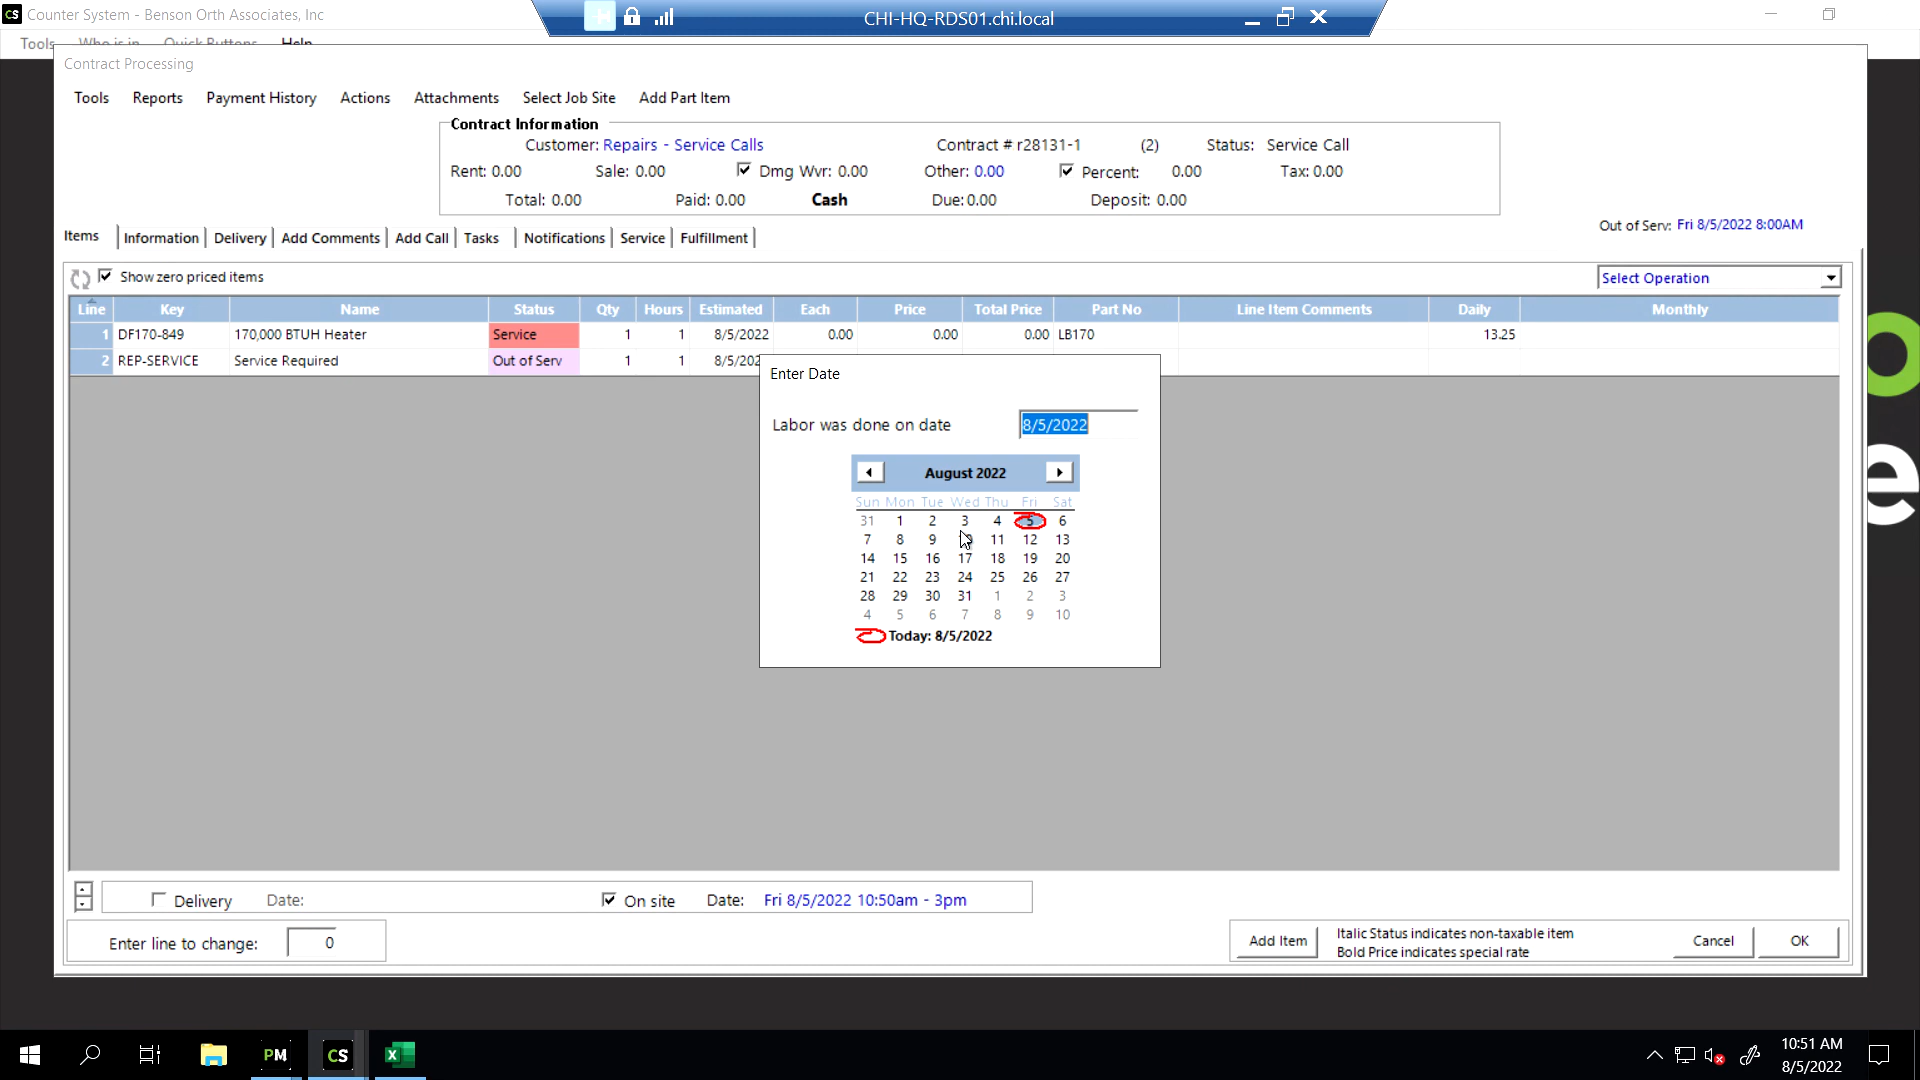 CS Counter System - Benson Orth Associates, Inc
CHI-HQ-RDS01.chi.local
Tools Who is in Quick Buttons Help
Contract Processing
Tools Reports Payment History Actions Attachments Select Job Site Add Part Item
Contract Information
Customer: Repairs - Service Calls Contract # r28131-1 (2) Status: Service Call
Rent: 0.00 Sale: 0.00 Dmg Wvr: 0.00 Other: 0.00 Percent: 0.00 Tax: 0.00
Total: 0.00 Paid: 0.00 Cash Due: 0.00 Deposit: 0.00
Out of Serv: Fri 8/5/2022 8:00AM
Items Information Delivery Add Comments Add Call Tasks Notifications Service Fulfillment
Show zero priced items Select Operation
Line Key Name Status Qty Hours Estimated Each Price Total Price Part No Line Item Comments Daily Monthly
1 DF170-849 170,000 BTUH Heater Service 1 1 8/5/2022 0.00 0.00 0.00 LB170 13.25
2 REP-SERVICE Service Required Out of Serv 1 1 8/5/202
Enter Date
Labor was done on date 8/5/2022
August 2022
Sun Mon Tue Wed Thu Fri Sat
31 1 2 3 4 5 6
7 8 9 11 12 13
14 15 16 17 18 19 20
21 22 23 24 25 26 27
28 29 30 31 1 2 3
4 5 6 7 8 9 10
Today: 8/5/2022
Delivery Date: On site Date: Fri 8/5/2022 10:50am - 3pm
Enter line to change: 0
Add Item
Italic Status indicates non-taxable item
Bold Price indicates special rate
Cancel OK
PM CS X
10:51 AM
8/5/2022